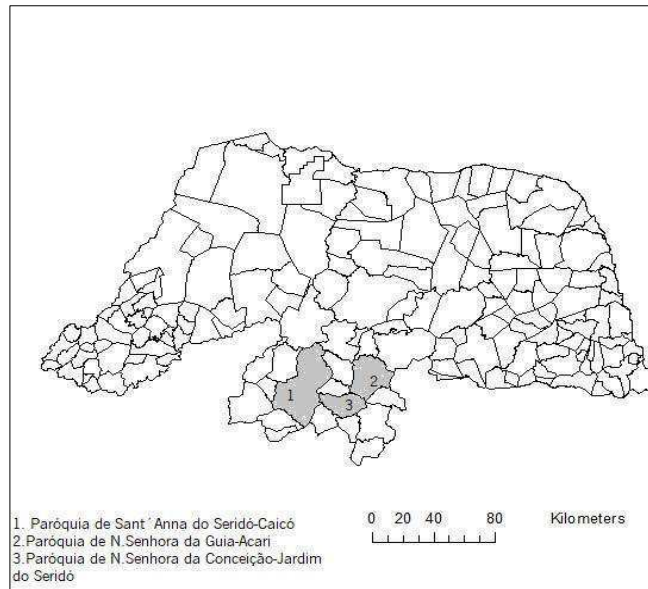 1
2
3
1. Paróquia de Sant´Anna do Seridó-Caicó
2.Paróquia de N.Senhora da Guia-Acari
3.Paróquia de N.Senhora da Conceição-Jardim
do Seridó
0 20 40 80 Kilometers